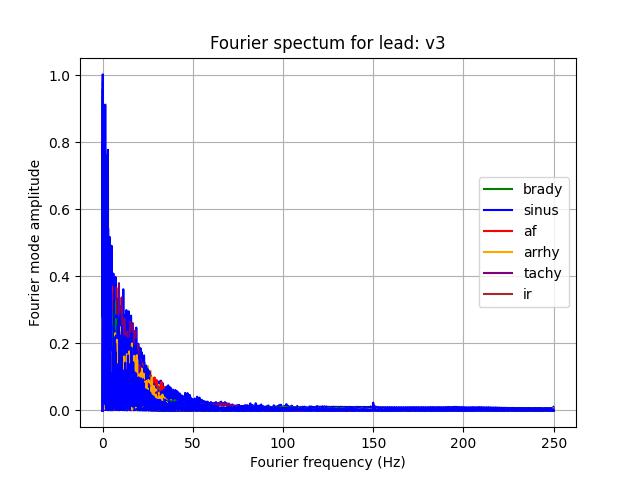 Fourier spectum for lead: v3
Fourier mode amplitude
1.0
0.8
0.6
0.4
0.2
0.0
brady
sinus
af
arrhy
tachy
ir
0 50 100 150 200 250
Fourier frequency (Hz)